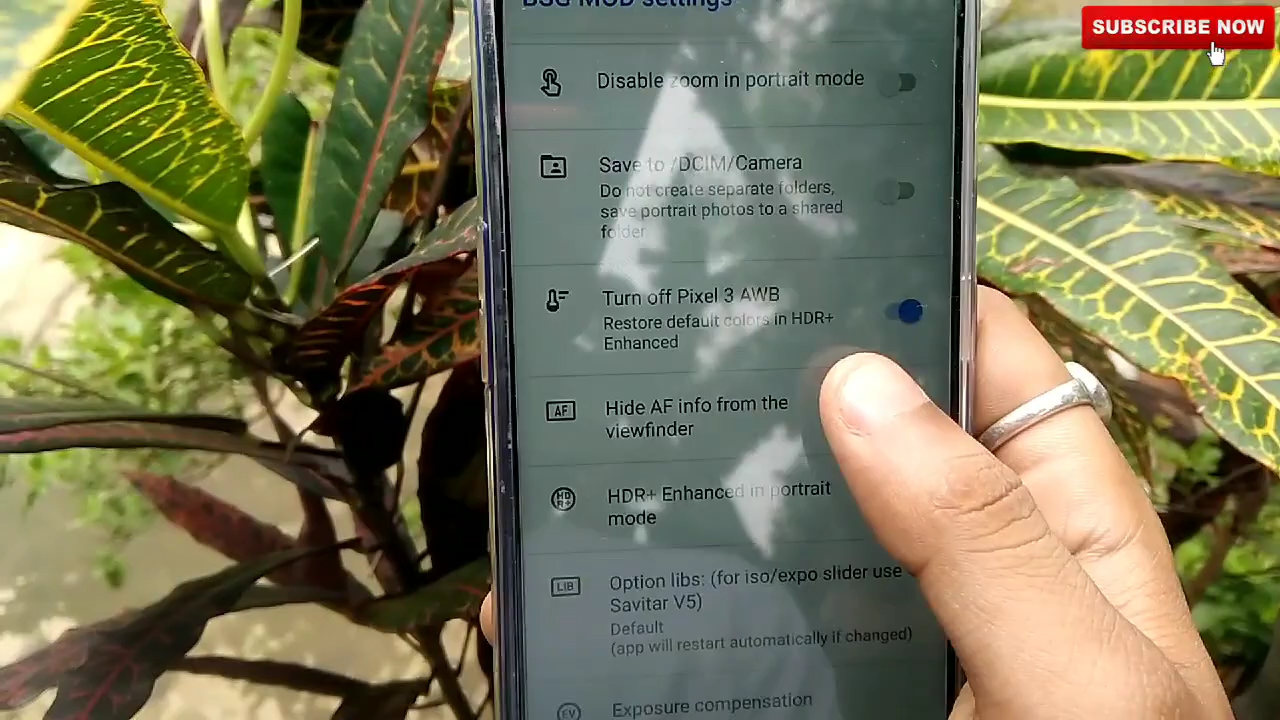 SUBSCRIBE NOW
BSG MOD settings
Disable zoom in portrait mode
Save to /DCIM/Camera
Do not create separate folders,
save portrait photos to a shared
folder
Turn off Pixel 3 AWB
Restore default colors in HDR+
Enhanced
AF
Hide AF info from the
viewfinder
HDR+ Enhanced in portrait
mode
LIB
Option libs: (for iso/expo slider use
Savitar V5)
Default
(app will restart automatically if changed)
EV
Exposure compensation